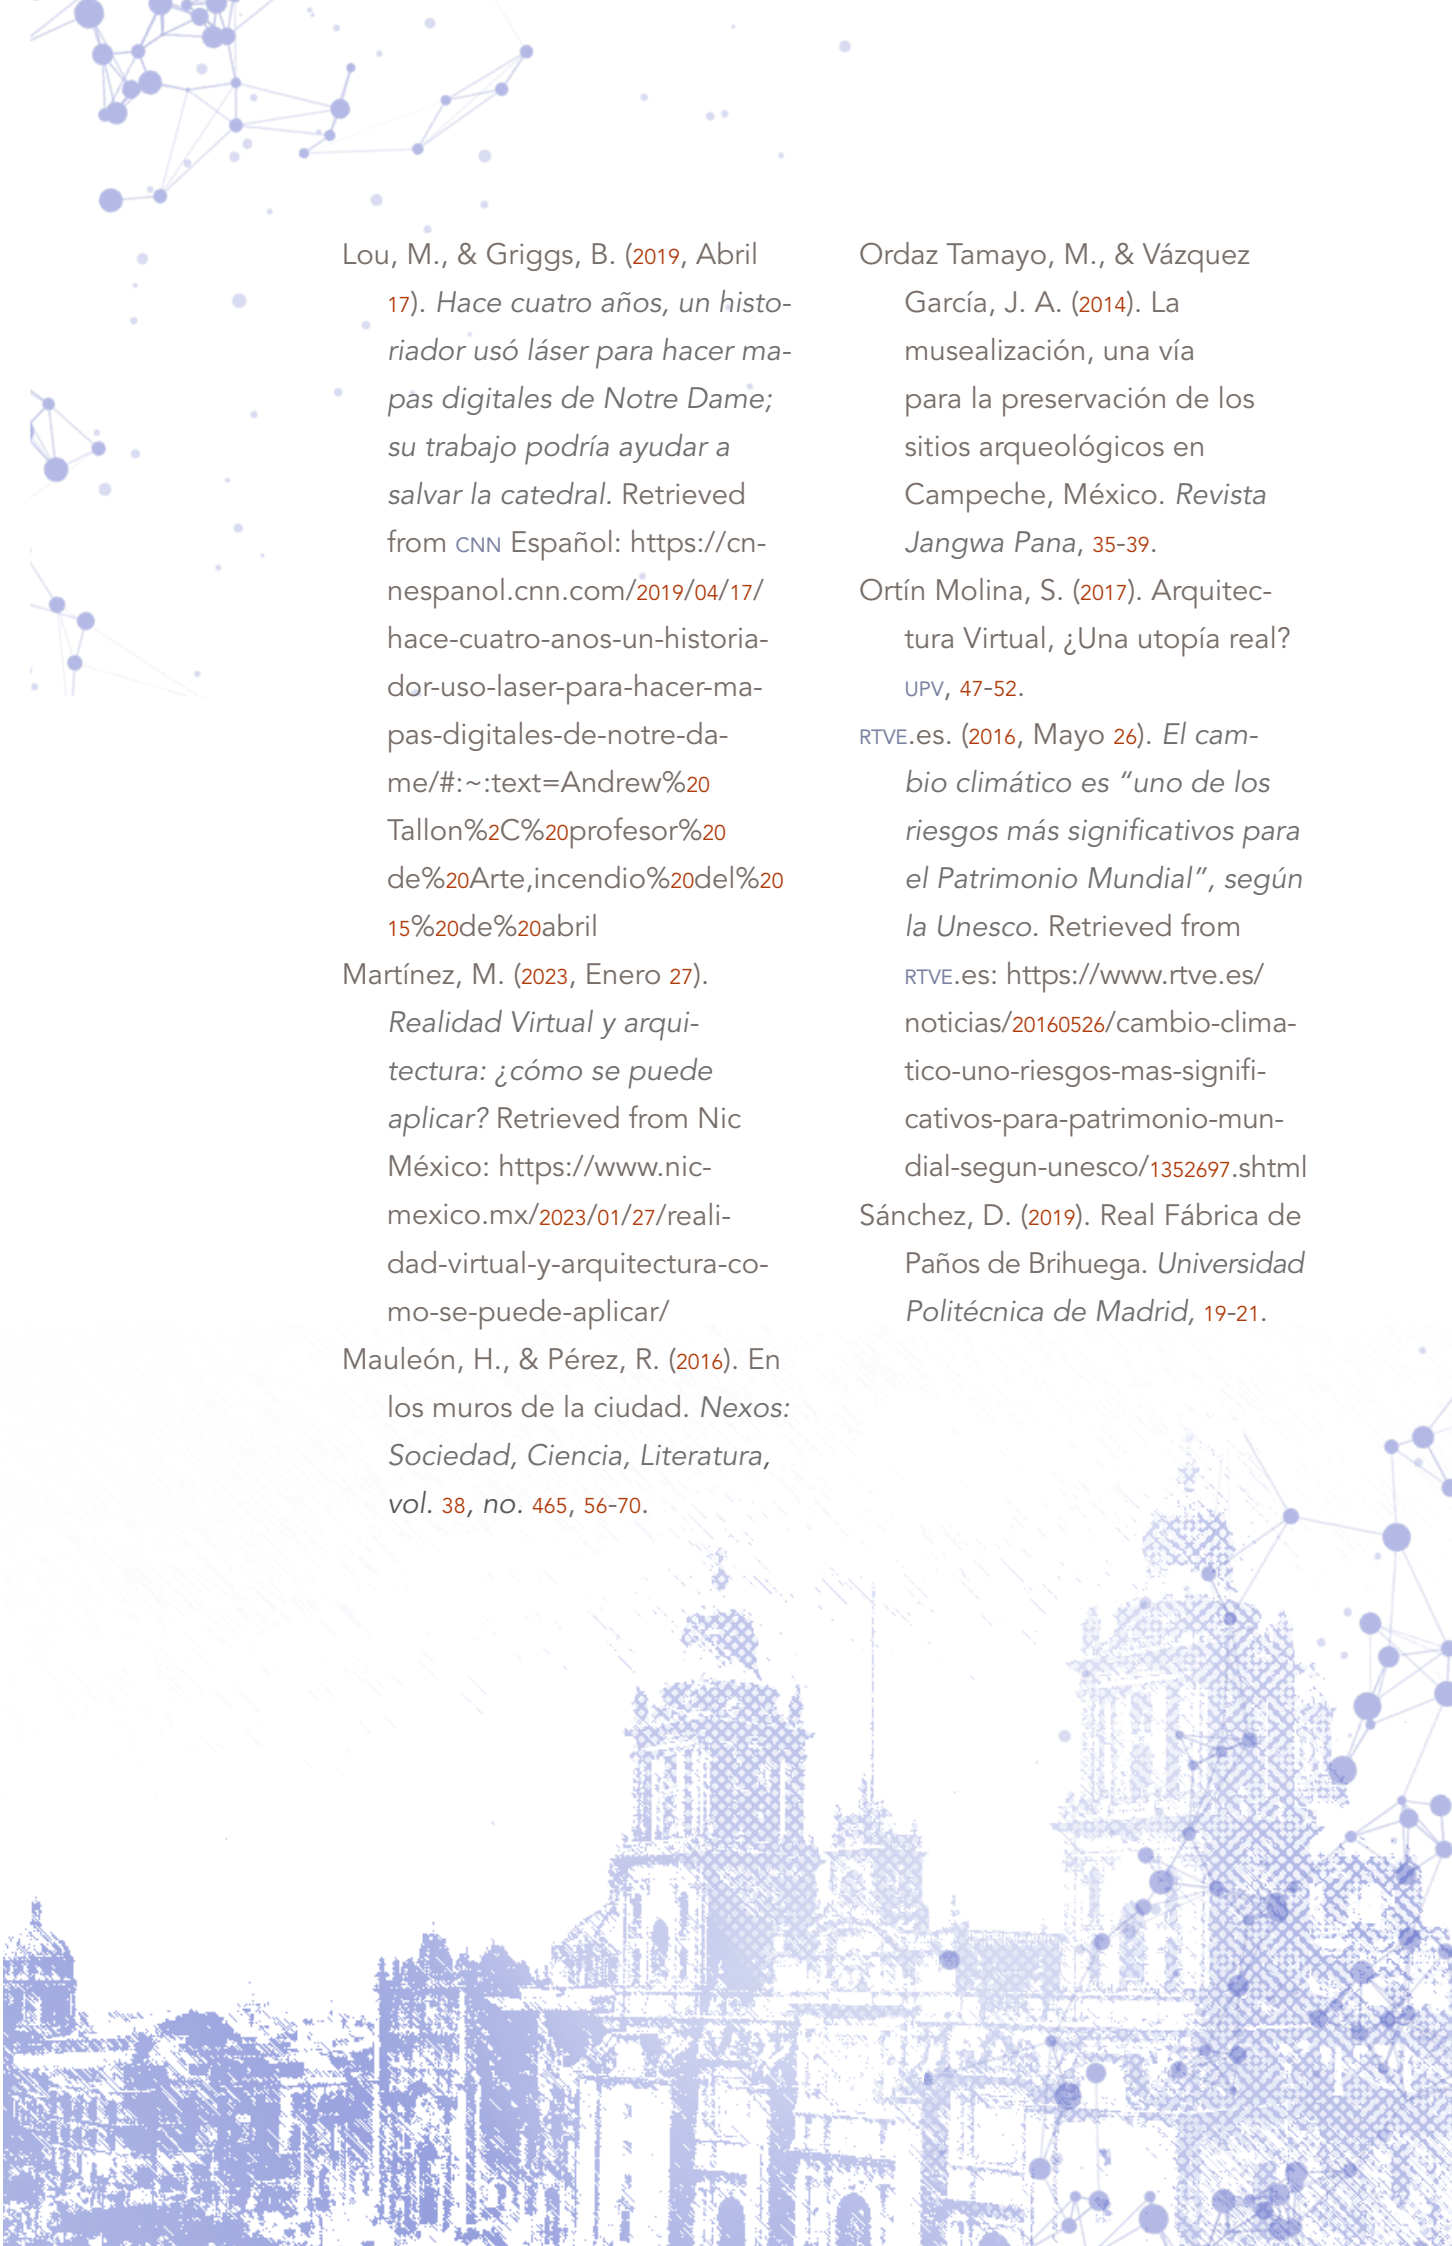 Lou, M., & Griggs, B. (2019, Abril
17). Hace cuatro años, un histo-
riador usó láser para hacer ma-
pas digitales de Notre Dame;
su trabajo podría ayudar a
salvar la catedral. Retrieved
from CNN Español: https://cn-
nespanol.cnn.com/2019/04/17/
hace-cuatro-anos-un-historia-
dor-uso-laser-para-hacer-ma-
pas-digitales-de-notre-da-
me/#:~:text=Andrew%20
Tallon%2C%20profesor%20
de%20Arte,incendio%20del%20
15%20de%20abril
Martínez, M. (2023, Enero 27).
Realidad Virtual y arqui-
tectura: ¿cómo se puede
aplicar? Retrieved from Nic
México: https://www.nic-
mexico.mx/2023/01/27/reali-
dad-virtual-y-arquitectura-co-
mo-se-puede-aplicar/
Mauleón, H., & Pérez, R. (2016). En
los muros de la ciudad. Nexos:
Sociedad, Ciencia, Literatura,
vol. 38, no. 465, 56-70.
Ordaz Tamayo, M., & Vázquez
García, J. A. (2014). La
musealización, una vía
para la preservación de los
sitios arqueológicos en
Campeche, México. Revista
Jangwa Pana, 35-39.
Ortín Molina, S. (2017). Arquitec-
tura Virtual, ¿Una utopía real?
UPV, 47-52.
RTVE.es. (2016, Mayo 26). El cam-
bio climático es “uno de los
riesgos más significativos para
el Patrimonio Mundial”, según
la Unesco. Retrieved from
RTVE.es: https://www.rtve.es/
noticias/20160526/cambio-clima-
tico-uno-riesgos-mas-signifi-
cativos-para-patrimonio-mun-
dial-segun-unesco/1352697.shtml
Sánchez, D. (2019). Real Fábrica de
Paños de Brihuega. Universidad
Politécnica de Madrid, 19-21.